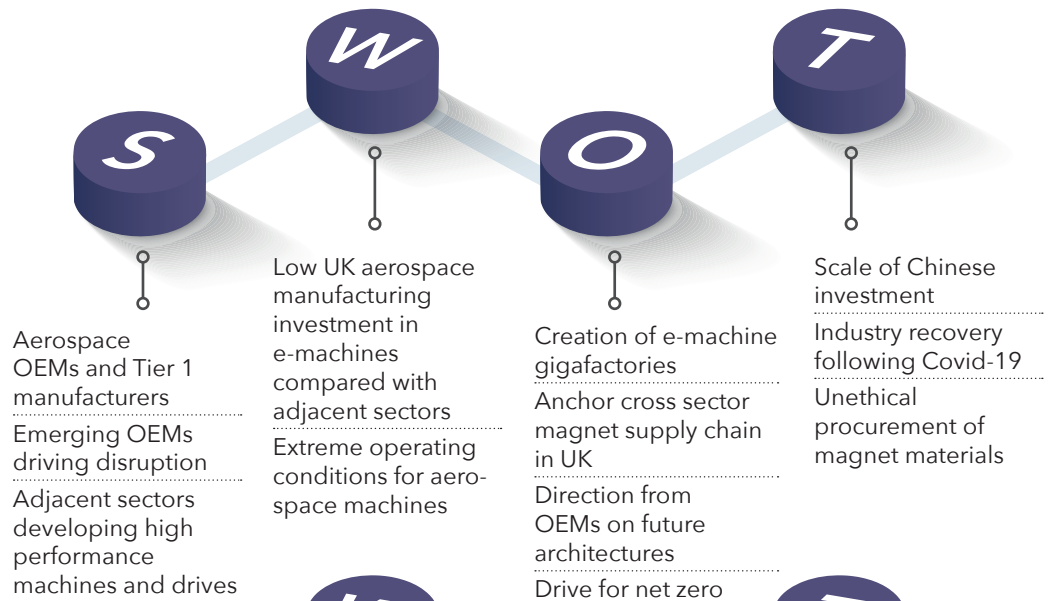 S
Aerospace
OEMs and Tier 1
manufacturers
Emerging OEMs
driving disruption
Adjacent sectors
developing high
performance
machines and drives
W
Low UK aerospace
manufacturing
investment in
e-machines
compared with
adjacent sectors
Extreme operating
conditions for aero-
space machines
O
Creation of e-machine
gigafactories
Anchor cross sector
magnet supply chain
in UK
Direction from
OEMs on future
architectures
Drive for net zero
T
Scale of Chinese
investment
Industry recovery
following Covid-19
Unethical
procurement of
magnet materials